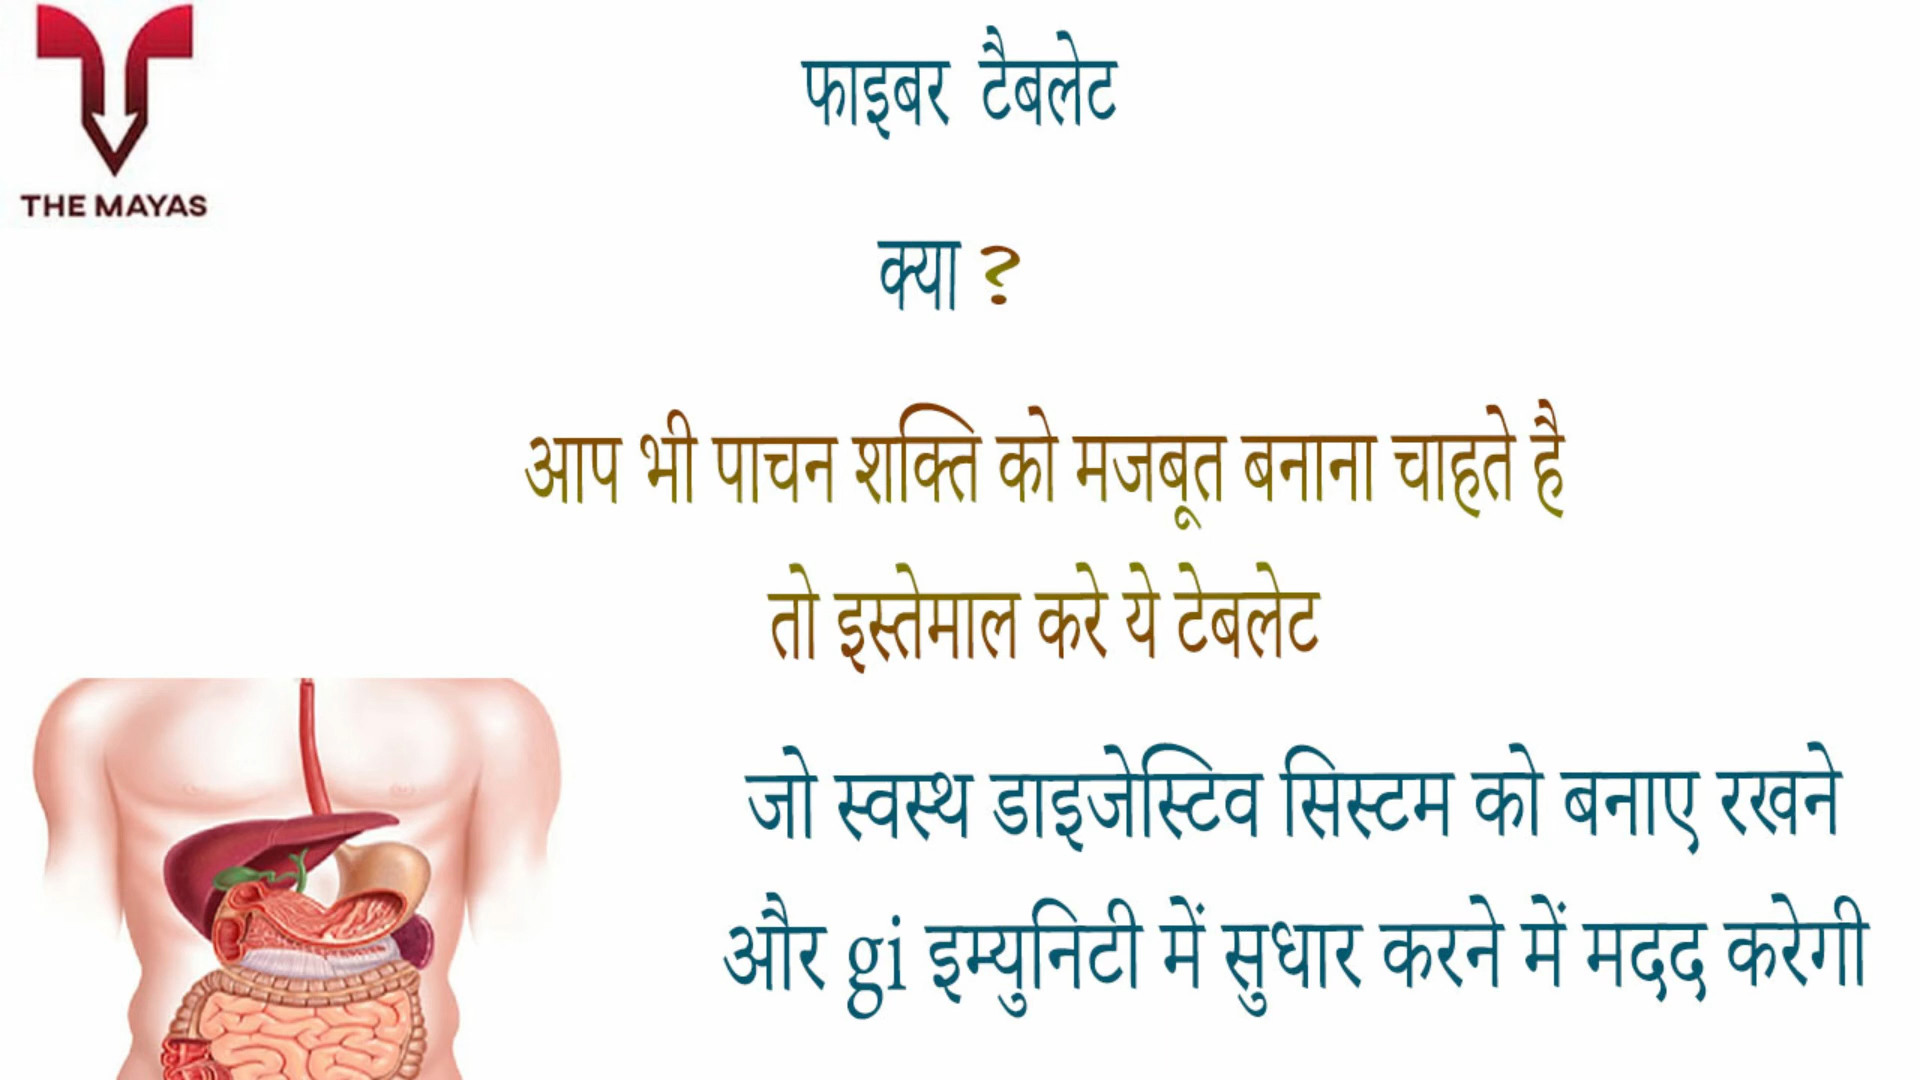 THE MAYAS
फाइबर टैबलेट
क्या ?
आप भी पाचन शक्ति को मजबूत बनाना चाहते है
तो इस्तेमाल करे ये टेबलेट
जो स्वस्थ डाइजेस्टिव सिस्टम को बनाए रखने
और gi इम्युनिटी में सुधार करने में मदद करेगी